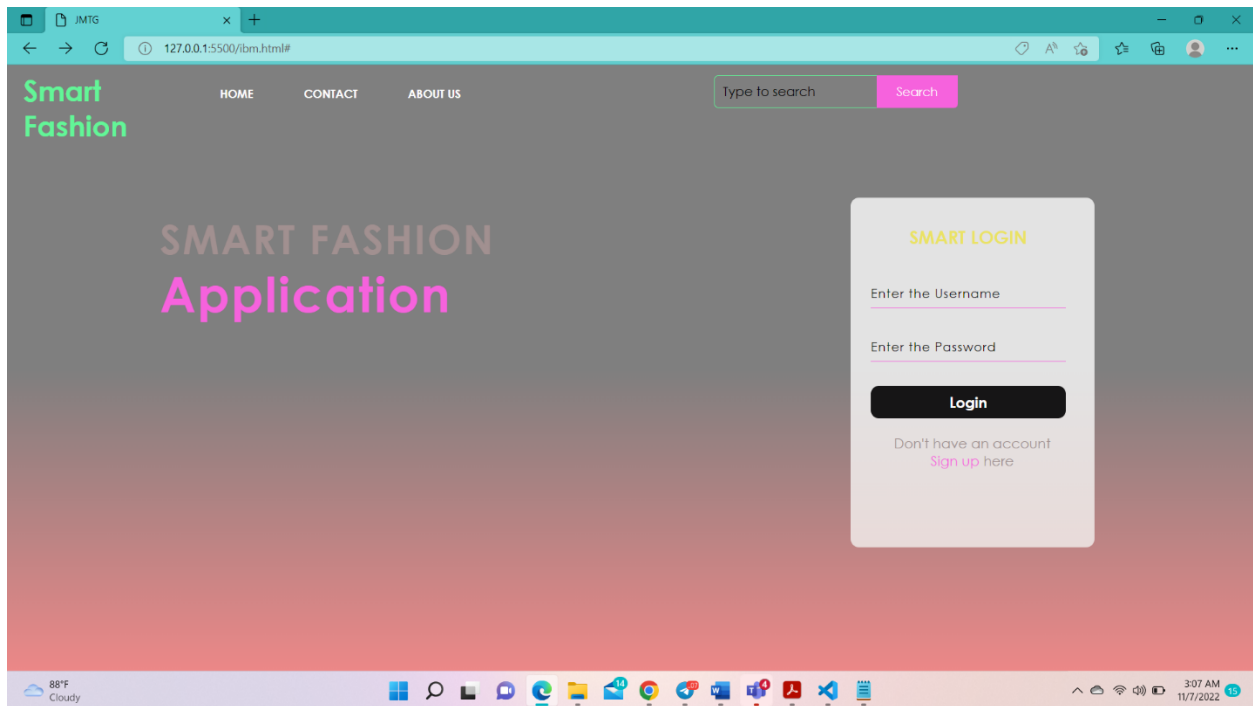 JMTG
127.0.0.1:5500/ibm.html#
Smart
Fashion
HOME CONTACT ABOUT US
Type to search Search
SMART FASHION
Application
SMART LOGIN
Enter the Username
Enter the Password
Login
Don't have an account
Sign up here
88°F
Cloudy
14
4
3:07 AM
11/7/2022
15